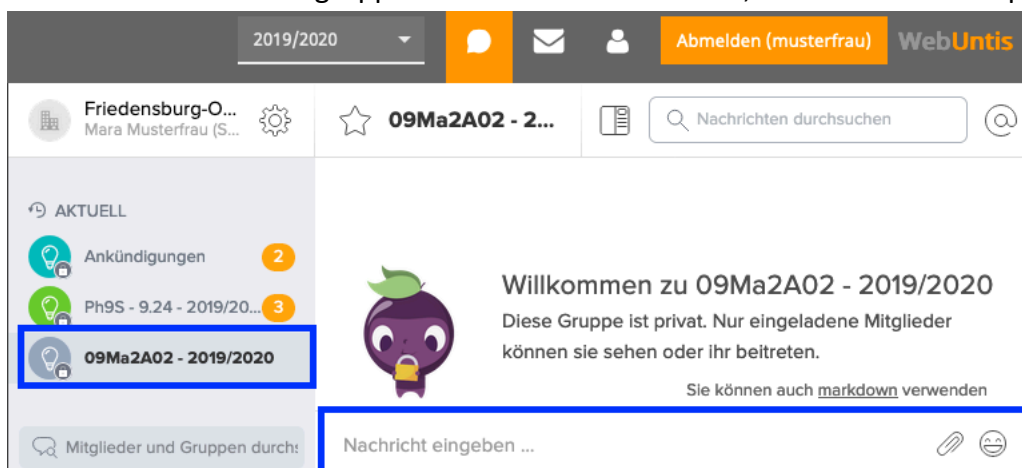 2019/2020
Abmelden (musterfrau)
WebUntis
Friedensburg-O...
Mara Musterfrau (S...
09Ma2A02 - 2...
Nachrichten durchsuchen
AKTUELL
Ankündigungen
2
Ph9S - 9.24 - 2019/20...
3
09Ma2A02 - 2019/2020
Willkommen zu 09Ma2A02 - 2019/2020
Diese Gruppe ist privat. Nur eingeladene Mitglieder
können sie sehen oder ihr beitreten.
Sie können auch markdown verwenden
Mitglieder und Gruppen durch
Nachricht eingeben ...